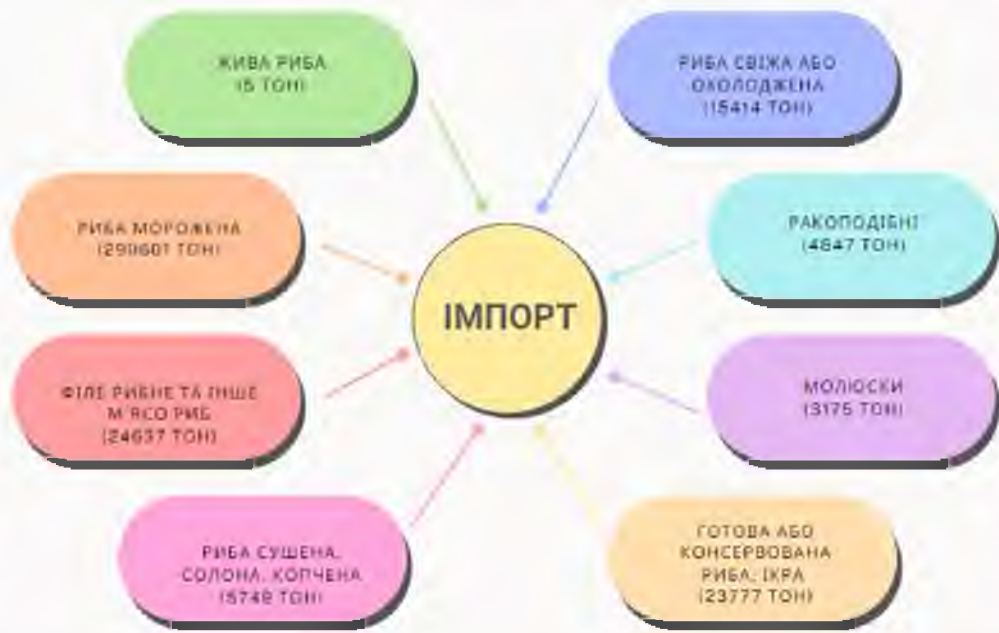 ЖИВА РИБА
(5 ТОН)
РИБА СВІЖА АБО
ОХОЛОДЖЕНА
(15414 ТОН)
РИБА МОРОЖЕНА
ТОН)
РАКОПОДІБНІ
(4847 ТОН)
ІМПОРТ
ФІЛЕ РИБНЕ ТА ІНШЕ
М'ЯСО РИБ
(24637 ТОН)
МОЛЮСКИ
(3175 ТОН)
РИБА СУШЕНА,
СОЛОНА, КОПЧЕНА
(5749 ТОН)
ГОТОВА АБО
КОНСЕРВОВАНА
РИБА, ІКРА
(23777 ТОН)